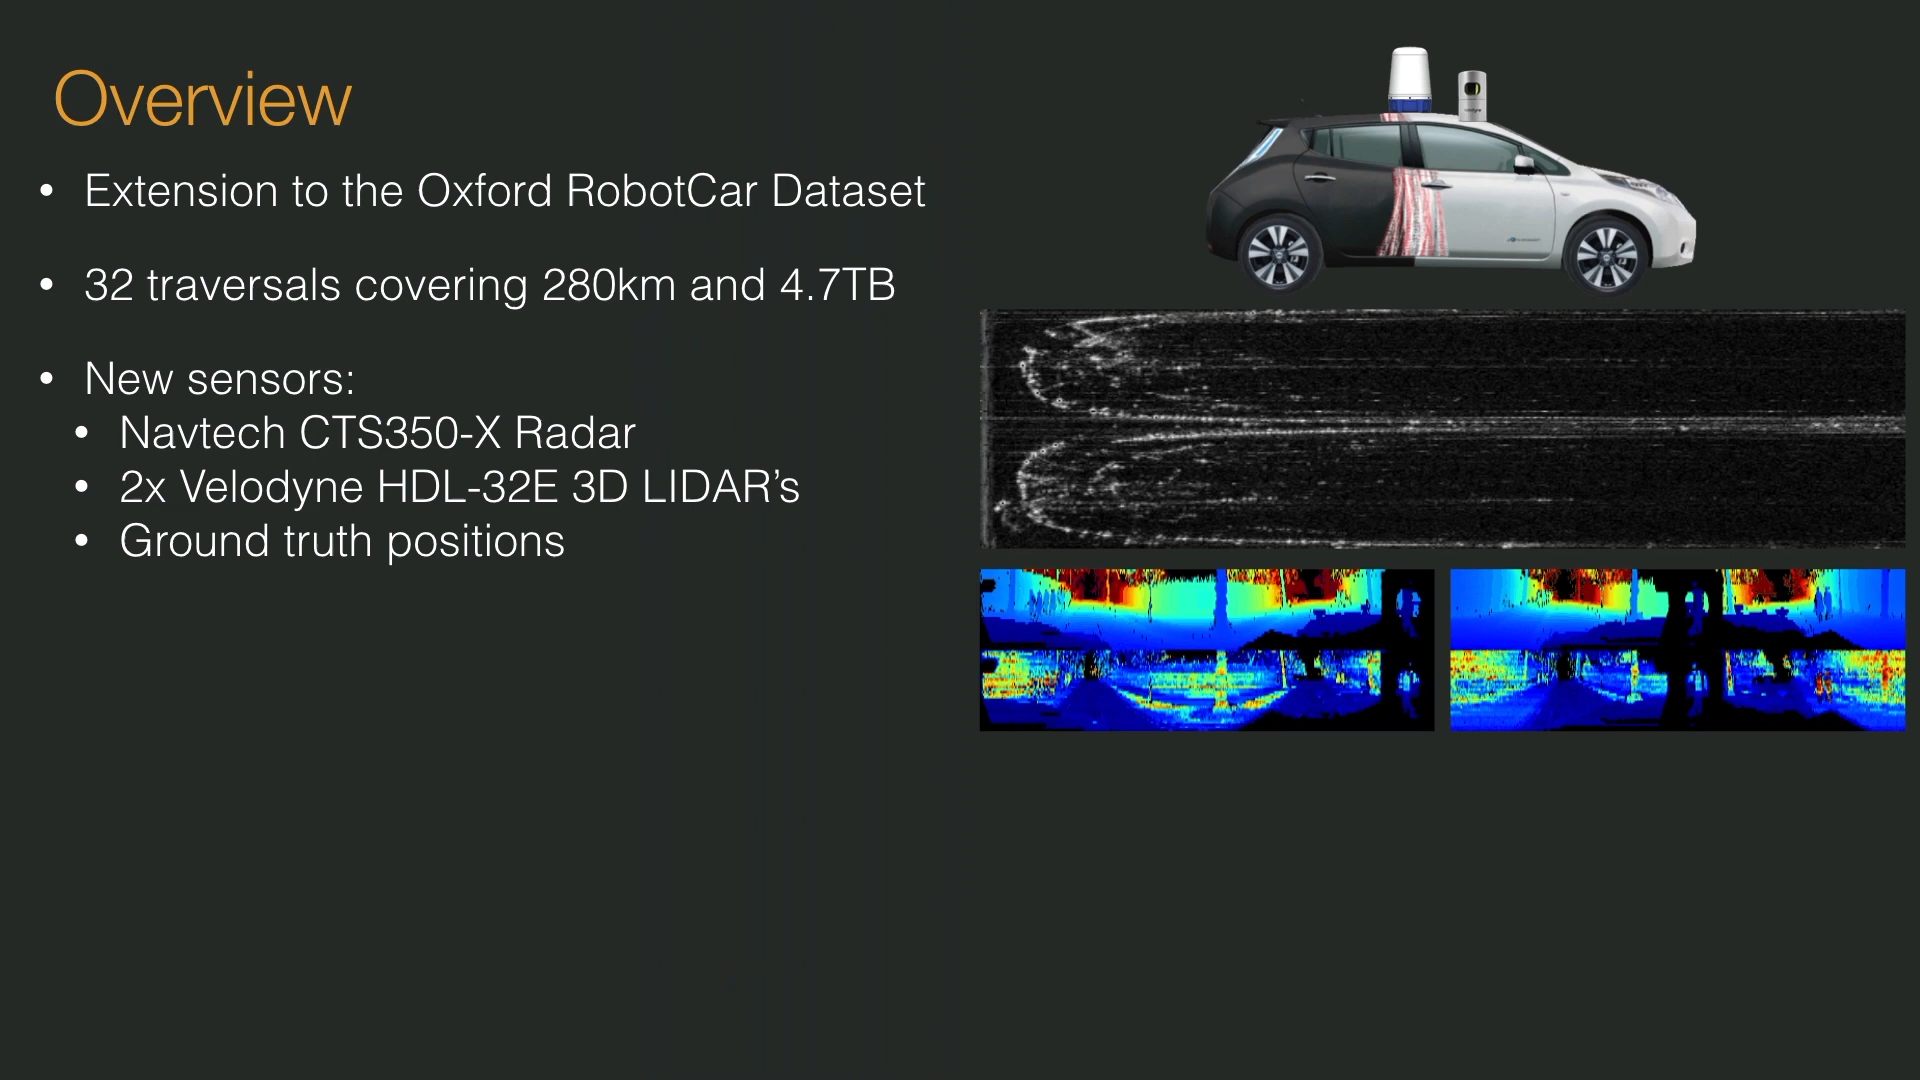 Overview
• Extension to the Oxford RobotCar Dataset
• 32 traversals covering 280km and 4.7TB
• New sensors:
• Navtech CTS350-X Radar
• 2x Velodyne HDL-32E 3D LIDAR’s
• Ground truth positions